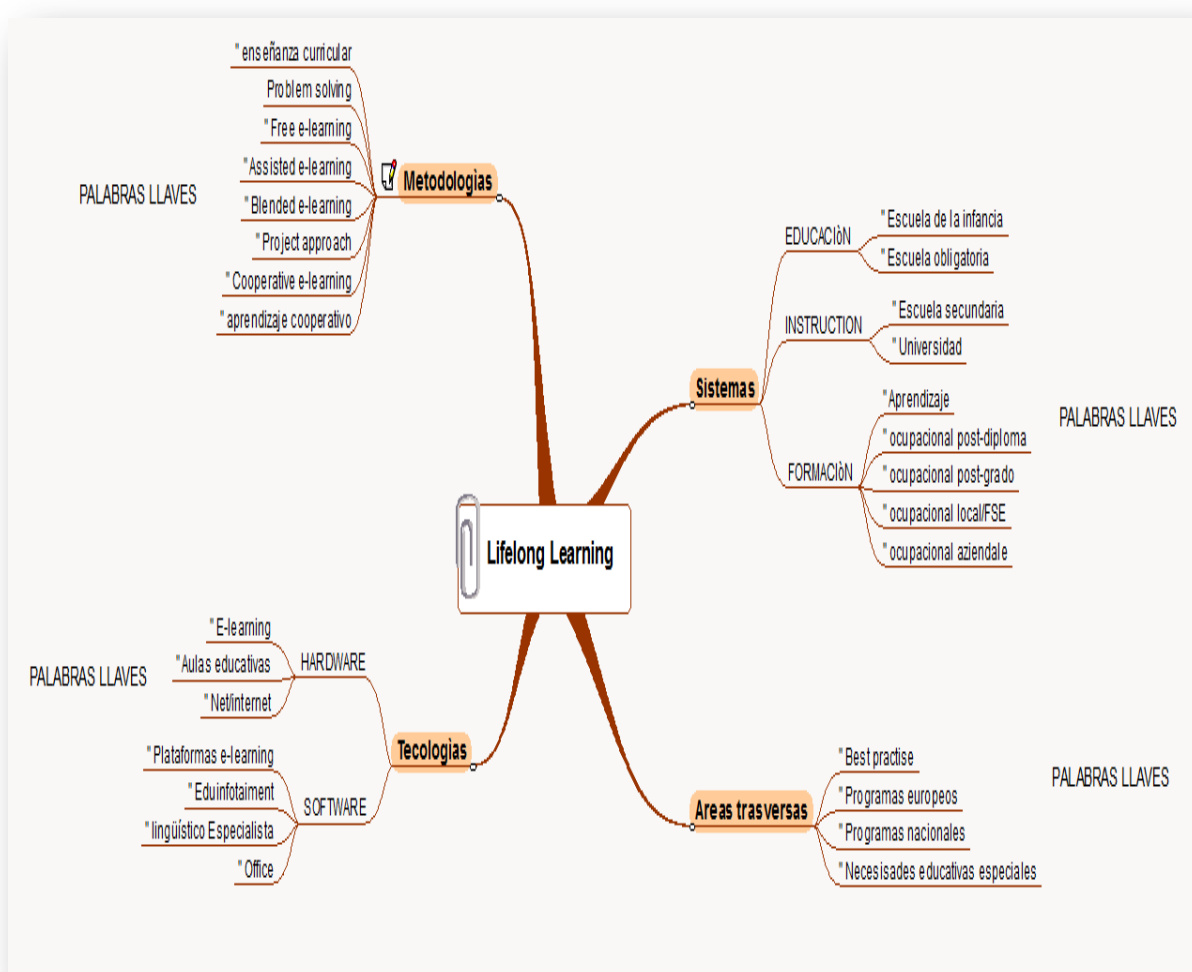 " enseñanza curricular
Problem solving
" Free e-learning
" Assisted e-learning
" Blended e-learning
" Project approach
" Cooperative e-learning
" aprendizaje cooperativo
Metodologìas
PALABRAS LLAVES
Sistemas
EDUCACIòN
" Escuela de la infancia
" Escuela obligatoria
INSTRUCTION
" Escuela secundaria
" Universidad
FORMACIòN
" Aprendizaje
" ocupacional post-diploma
" ocupacional post-grado
" ocupacional local/FSE
" ocupacional aziendale
PALABRAS LLAVES
Lifelong Learning
PALABRAS LLAVES
Tecologìas
HARDWARE
" E-learning
" Aulas educativas
" Net/internet
SOFTWARE
" Plataformas e-learning
" Eduinfotaiment
" lingüístico Especialista
" Office
Areas trasversas
" Best practise
" Programas europeos
" Programas nacionales
" Necesisades educativas especiales
PALABRAS LLAVES